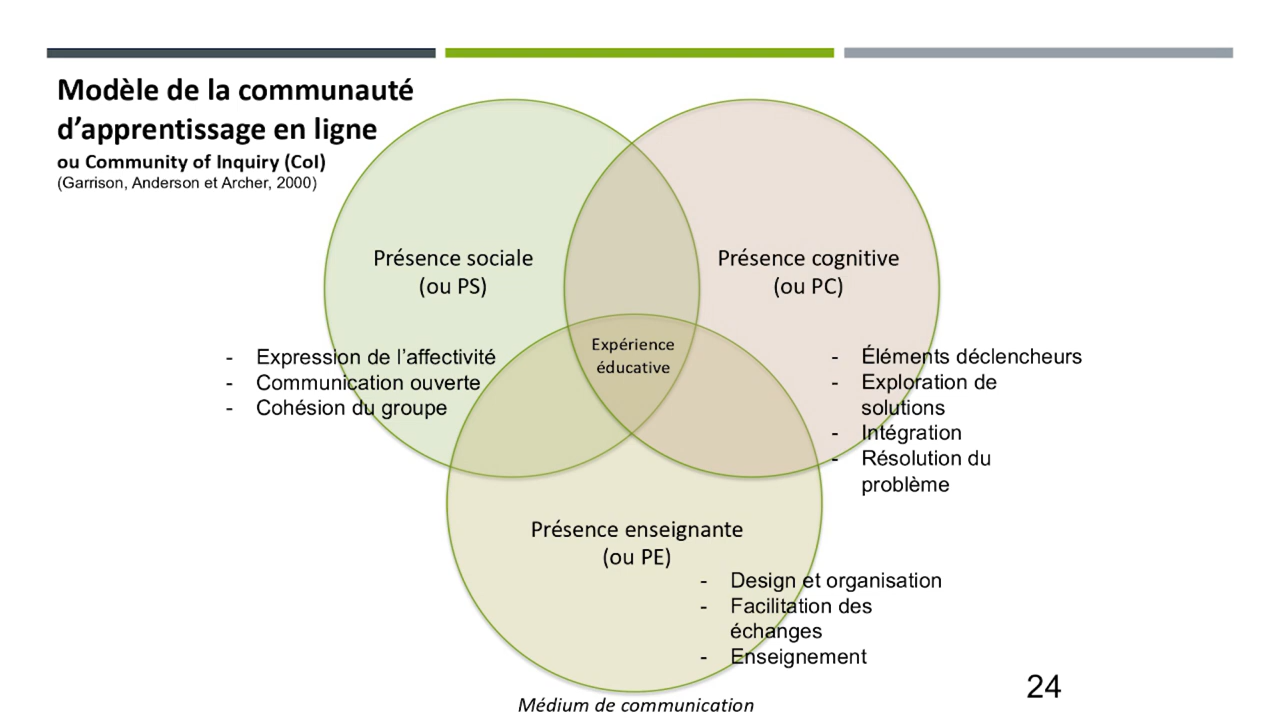 Modèle de la communauté
d’apprentissage en ligne
ou Community of Inquiry (CoI)
(Garrison, Anderson et Archer, 2000)
Présence sociale
(ou PS)
- Expression de l’affectivité
- Communication ouverte
- Cohésion du groupe
Présence cognitive
(ou PC)
- Éléments déclencheurs
- Exploration de
solutions
- Intégration
- Résolution du
problème
Expérience
éducative
Présence enseignante
(ou PE)
- Design et organisation
- Facilitation des
échanges
- Enseignement
Médium de communication
24